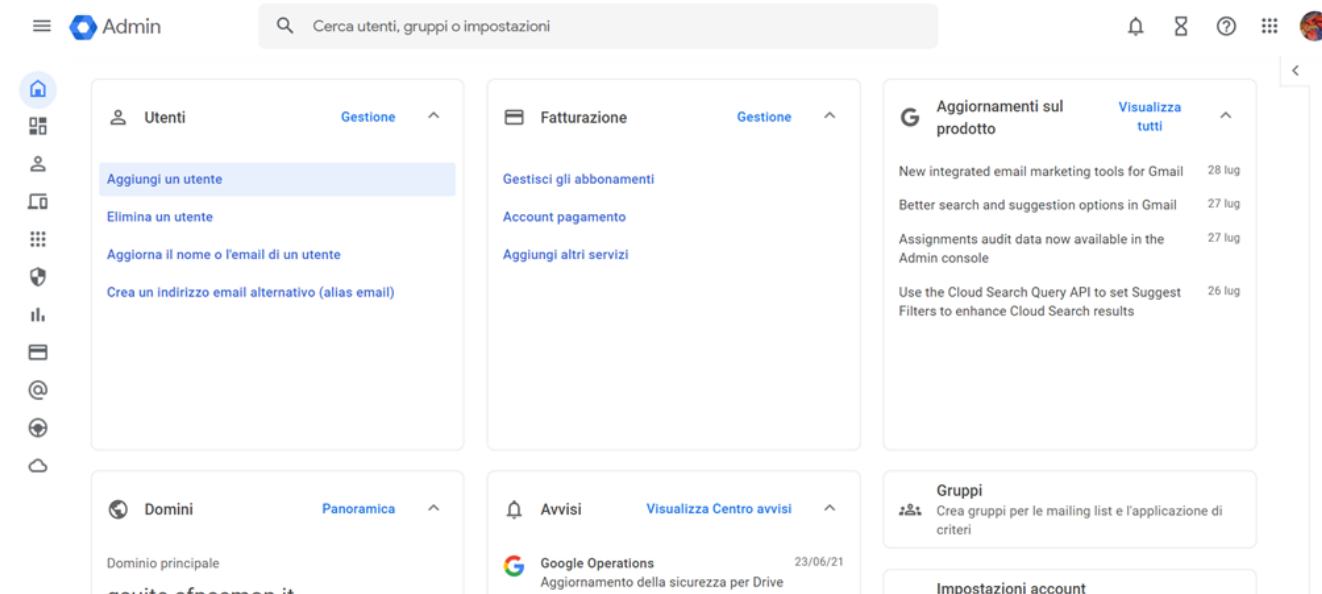 Admin
Cerca utenti, gruppi o impostazioni
Utenti
Gestione
Aggiungi un utente
Elimina un utente
Aggiorna il nome o l'email di un utente
Crea un indirizzo email alternativo (alias email)
Fatturazione
Gestione
Gestisci gli abbonamenti
Account pagamento
Aggiungi altri servizi
Aggiornamenti sul
prodotto
Visualizza
tutti
New integrated email marketing tools for Gmail 28 lug
Better search and suggestion options in Gmail 27 lug
Assignments audit data now available in the 27 lug
Admin console
Use the Cloud Search Query API to set Suggest 26 lug
Filters to enhance Cloud Search results
Domini
Panoramica
Dominio principale
Avvisi
Visualizza Centro avvisi
Google Operations 23/06/21
Aggiornamento della sicurezza per Drive
Gruppi
Crea gruppi per le mailing list e l'applicazione di
criteri
Impostazioni account